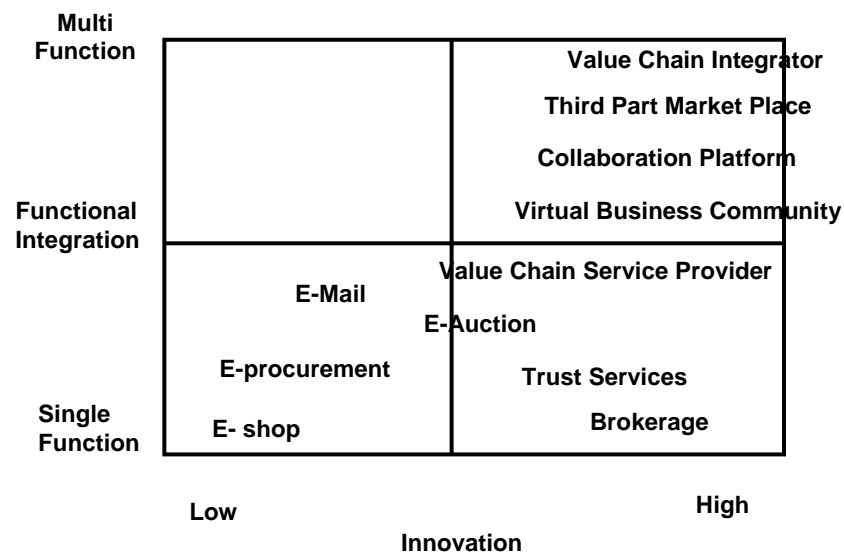 Multi
Function
Value Chain Integrator
Third Part Market Place
Collaboration Platform
Functional
Integration
Virtual Business Community
Value Chain Service Provider
E-Mail
E-Auction
E-procurement
Trust Services
Single
Function
E- shop
Brokerage
Low
High
Innovation